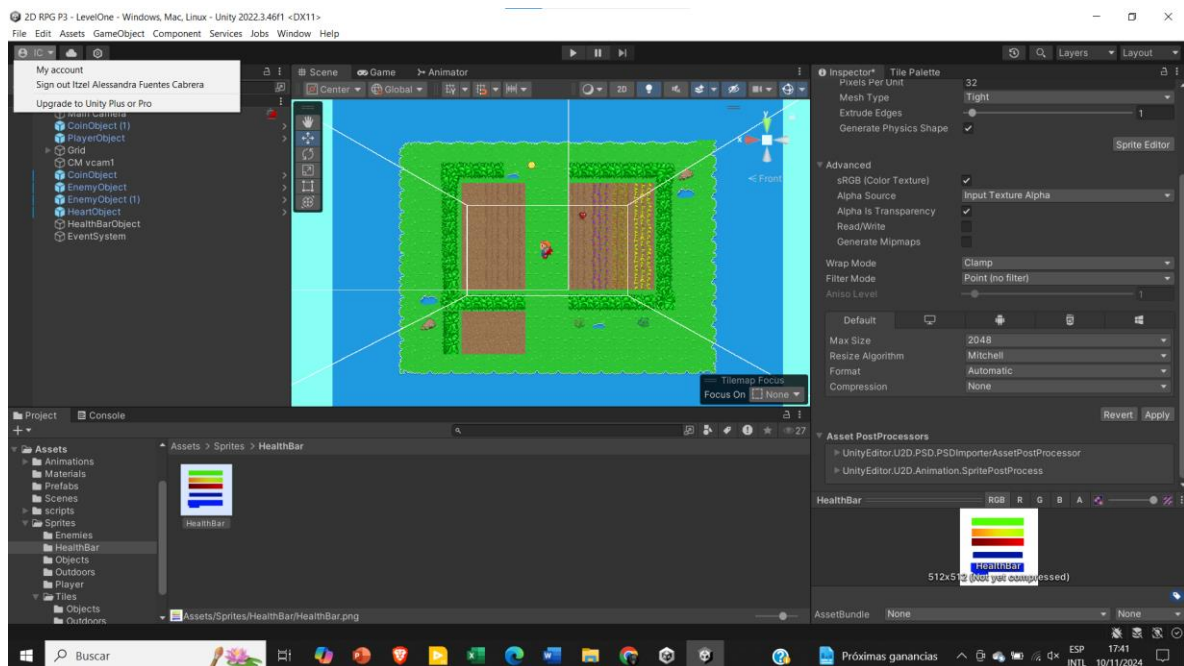 2D RPG P3 - LevelOne - Windows, Mac, Linux - Unity 2022.3.46f1 <DX11>
File Edit Assets GameObject Component Services Jobs Window Help
IC
Layers
Layout
My account
Sign out Itzel Alessandra Fuentes Cabrera
Upgrade to Unity Plus or Pro
Main Camera
CoinObject (1)
PlayerObject
Grid
CM vcam1
CoinObject
EnemyObject
EnemyObject (1)
HeartObject
HealthBarObject
EventSystem
Scene Game Animator
Center Global 2D
Y
X
Front
Tilemap Focus
Focus On None
Inspector* Tile Palette
Pixels Per Unit 32
Mesh Type Tight
Extrude Edges 1
Generate Physics Shape
Sprite Editor
Advanced
sRGB (Color Texture)
Alpha Source Input Texture Alpha
Alpha Is Transparency
Read/Write
Generate Mipmaps
Wrap Mode Clamp
Filter Mode Point (no filter)
Aniso Level 1
Default
Max Size 2048
Resize Algorithm Mitchell
Format Automatic
Compression None
Revert Apply
Asset PostProcessors
UnityEditor.U2D.PSD.PSDImporterAssetPostProcessor
UnityEditor.U2D.Animation.SpritePostProcess
HealthBar RGB R G B A
HealthBar
512x512 (Not yet compressed)
AssetBundle None None
Project Console
27
Assets
Animations
Materials
Prefabs
Scenes
scripts
Sprites
Enemies
HealthBar
Objects
Outdoors
Player
Tiles
Objects
Outdoors
Assets > Sprites > HealthBar
HealthBar
Assets/Sprites/HealthBar/HealthBar.png
Buscar
Próximas ganancias
ESP
INTL
17:41
10/11/2024